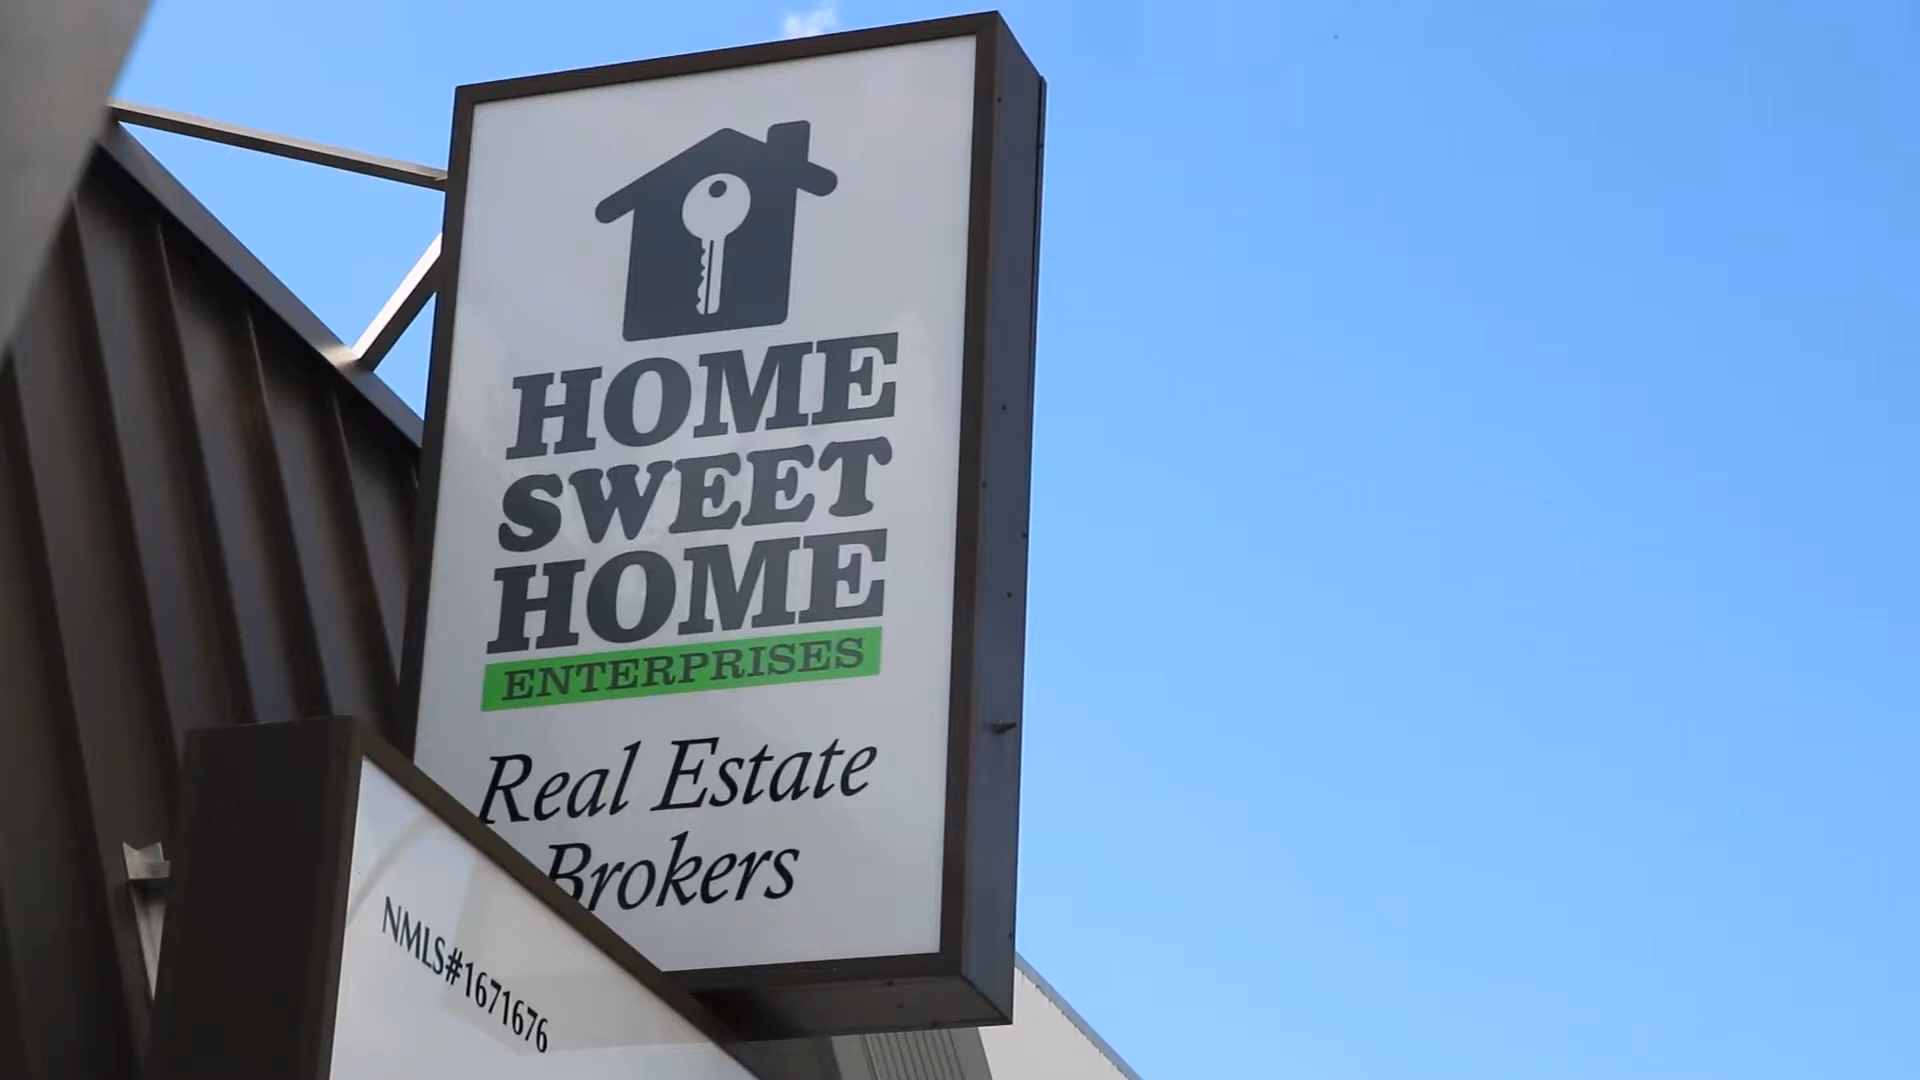 HOME
SWEET
HOME
ENTERPRISES
Real Estate
Brokers
NMLS#1671676